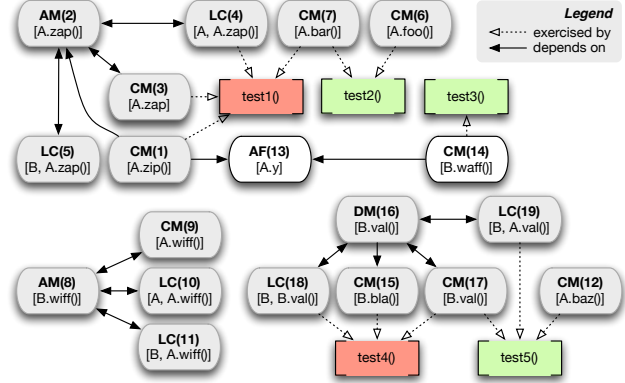 AM(2)
[A.zap()]
LC(4)
[A, A.zap()]
CM(7)
[A.bar()]
CM(6)
[A.foo()]
Legend
exercised by
depends on
CM(3)
[A.zap]
test1()
test2()
test3()
LC(5)
[B, A.zap()]
CM(1)
[A.zip()]
AF(13)
[A.y]
CM(14)
[B.waff()]
CM(9)
[A.wiff()]
AM(8)
[B.wiff()]
LC(10)
[A, A.wiff()]
LC(11)
[B, A.wiff()]
DM(16)
[B.val()]
LC(19)
[B, A.val()]
LC(18)
[B, B.val()]
CM(15)
[B.bla()]
CM(17)
[B.val()]
CM(12)
[A.baz()]
test4()
test5()